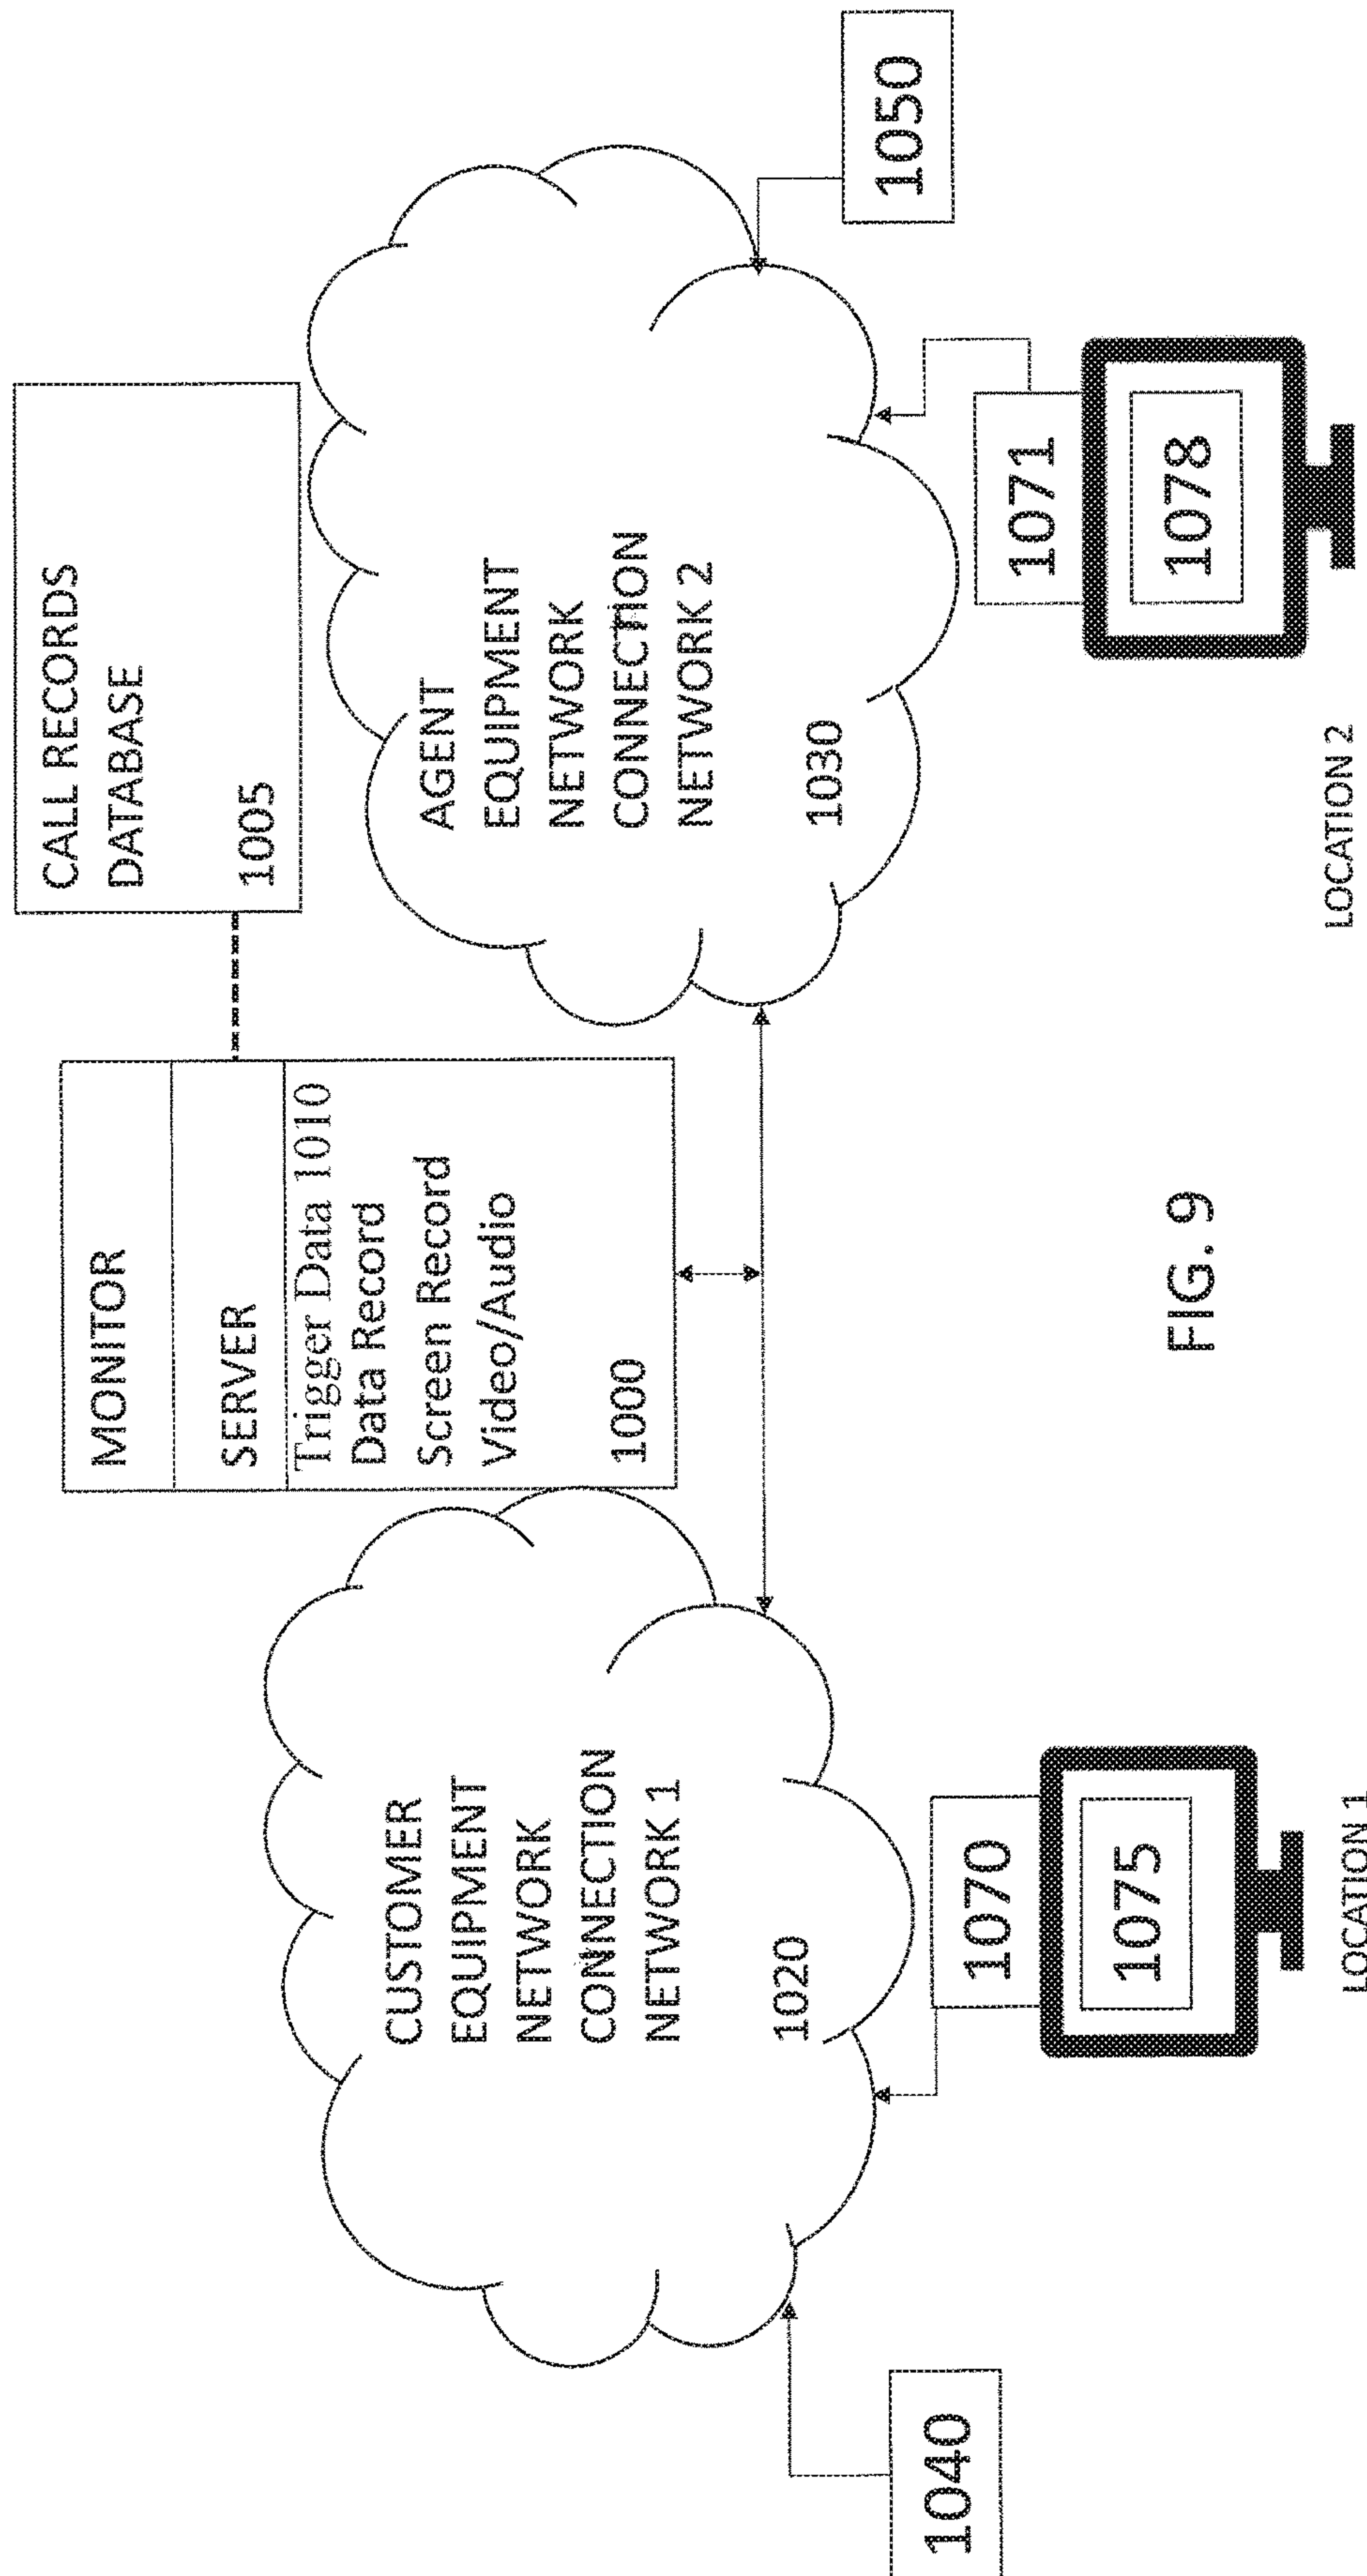 CALL RECORDS
DATABASE
1005
MONITOR
SERVER
Trigger Data 1010
Data Record
Screen Record
Video/Audio
1000
CUSTOMER
EQUIPMENT
NETWORK
CONNECTION
NETWORK 1
1020
AGENT
EQUIPMENT
NETWORK
CONNECTION
NETWORK 2
1030
1040
1050
1070
1075
1071
1078
LOCATION 1
LOCATION 2
FIG. 9